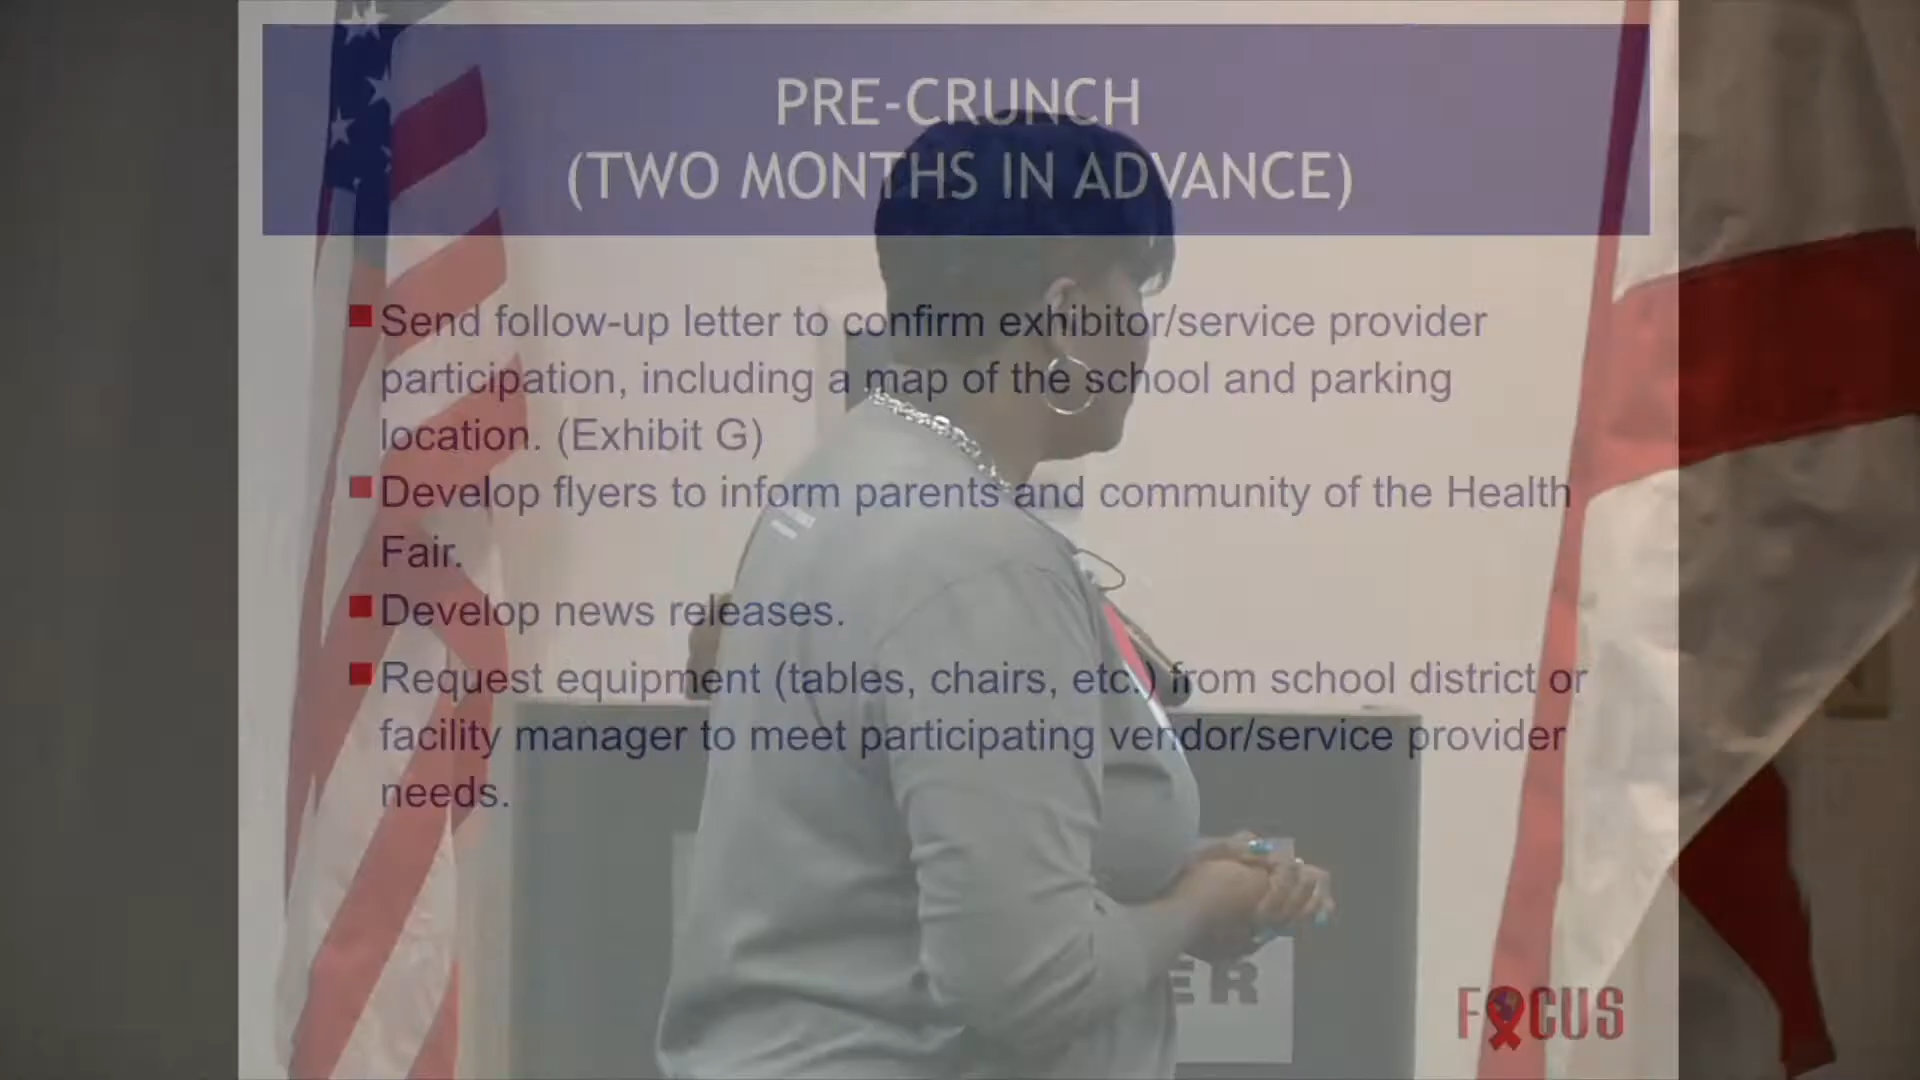 PRE-CRUNCH
(TWO MONTHS IN ADVANCE)
Send follow-up letter to confirm exhibitor/service provider
participation, including a map of the school and parking
location. (Exhibit G)
Develop flyers to inform parents and community of the Health
Fair.
Develop news releases.
Request equipment (tables, chairs, etc.) from school district or
facility manager to meet participating vendor/service provider
needs.
ER
FOCUS